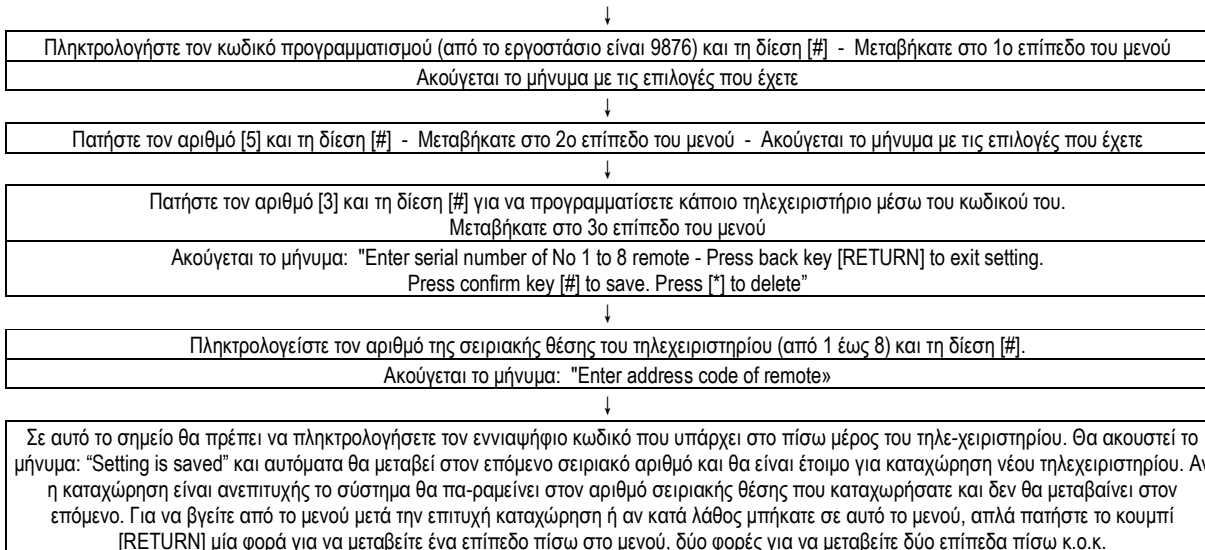 ↓
Πληκτρολογήστε τον κωδικό προγραμματισμού (από το εργοστάσιο είναι 9876) και τη δίεση [#] - Μεταβήκατε στο 1ο επίπεδο του μενού
Ακούγεται το μήνυμα με τις επιλογές που έχετε
↓
Πατήστε τον αριθμό [5] και τη δίεση [#] - Μεταβήκατε στο 2ο επίπεδο του μενού - Ακούγεται το μήνυμα με τις επιλογές που έχετε
↓
Πατήστε τον αριθμό [3] και τη δίεση [#] για να προγραμματίσετε κάποιο τηλεχειριστήριο μέσω του κωδικού του.
Μεταβήκατε στο 3ο επίπεδο του μενού
Ακούγεται το μήνυμα: "Enter serial number of No 1 to 8 remote - Press back key [RETURN] to exit setting.
Press confirm key [#] to save. Press [*] to delete”
↓
Πληκτρολογείστε τον αριθμό της σειριακής θέσης του τηλεχειριστηρίου (από 1 έως 8) και τη δίεση [#].
Ακούγεται το μήνυμα: "Enter address code of remote»
↓
Σε αυτό το σημείο θα πρέπει να πληκτρολογήσετε τον εννιαψήφιο κωδικό που υπάρχει στο πίσω μέρος του τηλε-χειριστηρίου. Θα ακουστεί το
μήνυμα: “Setting is saved” και αυτόματα θα μεταβεί στον επόμενο σειριακό αριθμό και θα είναι έτοιμο για καταχώρηση νέου τηλεχειριστηρίου. Αν
η καταχώρηση είναι ανεπιτυχής το σύστημα θα πα-ραμείνει στον αριθμό σειριακής θέσης που καταχωρήσατε και δεν θα μεταβαίνει στον
επόμενο. Για να βγείτε από το μενού μετά την επιτυχή καταχώρηση ή αν κατά λάθος μπήκατε σε αυτό το μενού, απλά πατήστε το κουμπί
[RETURN] μία φορά για να μεταβείτε ένα επίπεδο πίσω στο μενού, δύο φορές για να μεταβείτε δύο επίπεδα πίσω κ.ο.κ.